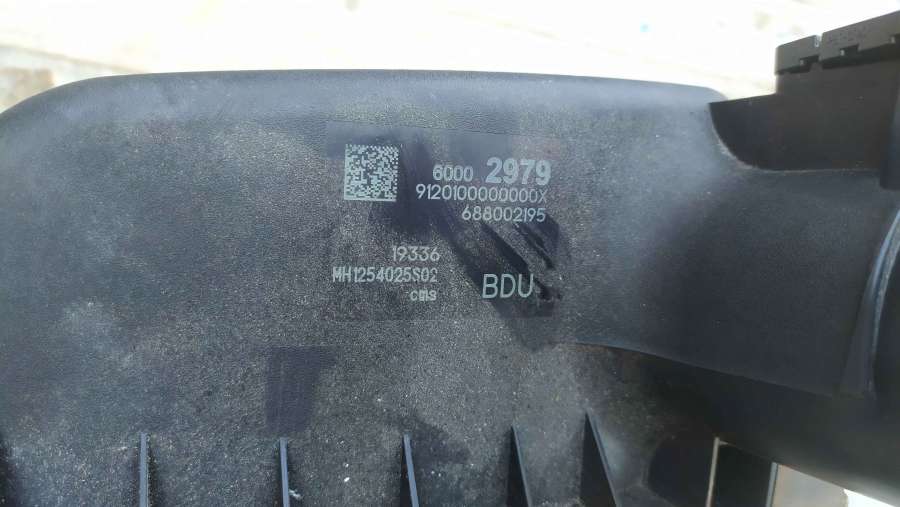 6000 2979
9120100000000X
688002195
19336
MH1254025S02
cms
BDU